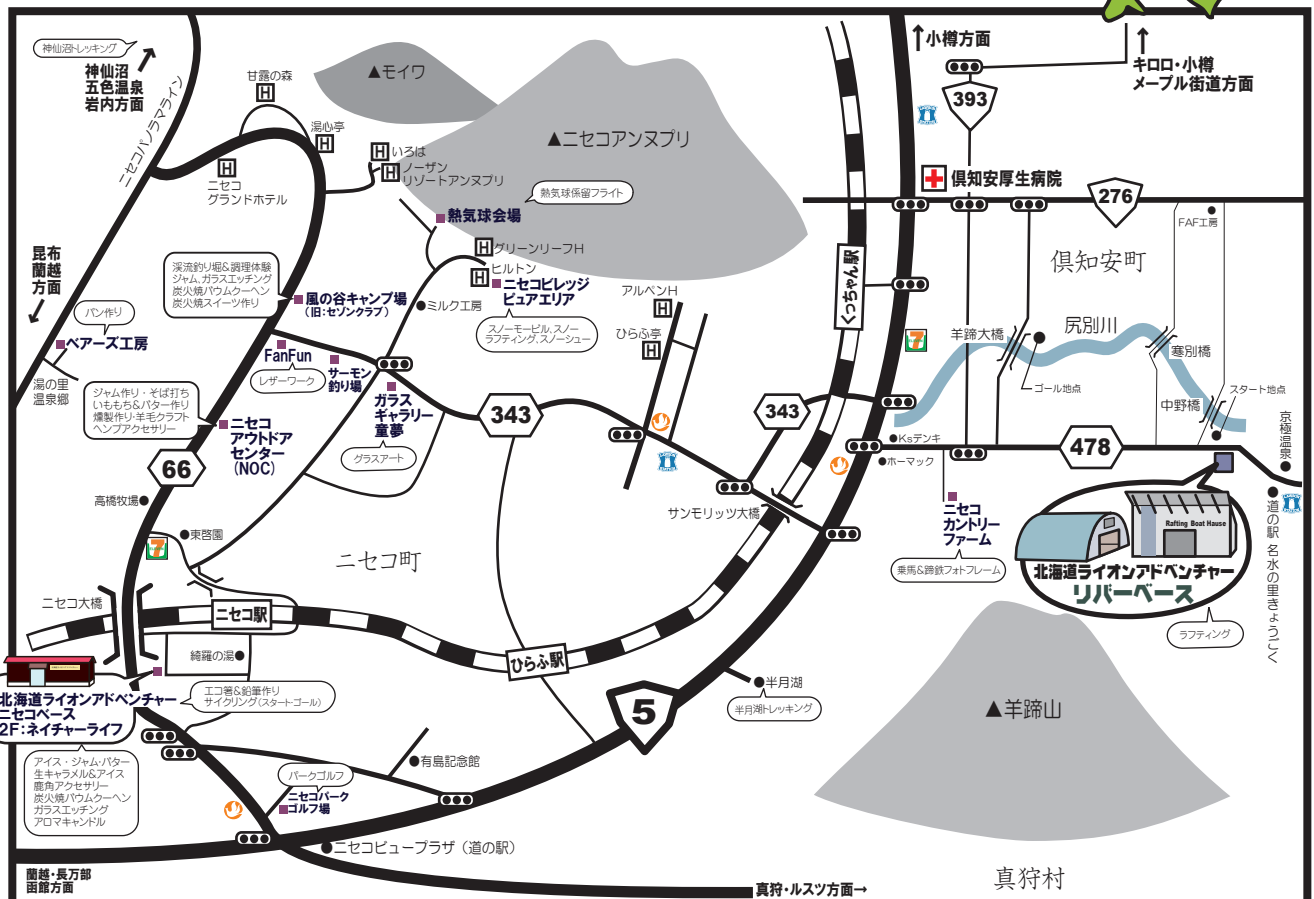 神仙沼トレッキング
神仙沼
五色温泉
岩内方面
ニセコパノラマライン
甘露の森
湯心亭
ニセコ
グランドホテル
▲モイワ
▲ニセコアンヌプリ
いろは
ノーザン
リゾートアンヌプリ
熱気球係留フライト
熱気球会場
グリーンリーフH
ヒルトン
ニセコビレッジ
ピュアエリア
スノーモービル,スノー
ラフティング,スノーシュー
ミルク工房
↑小樽方面
キロロ・小樽
メープル街道方面
393
倶知安厚生病院
276
FAF工房
倶知安町
くっちゃん駅
昆布
蘭越
方面
パン作り
ベアーズ工房
湯の里
温泉郷
渓流釣り堀&調理体験
ジャム,ガラスエッチング
炭火焼バウムクーヘン
炭火焼スイーツ作り
風の谷キャンプ場
(旧:セゾンクラブ)
FanFun
レザーワーク
サーモン
釣り場
ガラス
ギャラリー
童夢
グラスアート
アルペンH
ひらふ亭
343
343
羊蹄大橋
尻別川
寒別橋
ゴール地点
スタート地点
中野橋
京極温泉
道の駅 名水の里きょうごく
ジャム作り・そば打ち
いももち&バター作り
燻製作り・羊毛クラフト
ヘンプアクセサリー
ニセコ
アウトドア
センター
(NOC)
66
高橋牧場
東啓園
7
7
ニセコ町
サンモリッツ大橋
Ksデンキ
ホーマック
478
ニセコ
カントリー
ファーム
乗馬&蹄鉄フォトフレーム
Rafting Boat Hause
北海道ライオンアドベンチャー
リバーベース
ラフティング
ニセコ大橋
ニセコ駅
綺羅の湯
ひらふ駅
北海道ライオンアドベンチャー
ニセコベース
2F:ネイチャーライフ
エコ箸&鉛筆作り
サイクリング(スタート・ゴール)
アイス・ジャム・バター
生キャラメル&アイス
鹿角アクセサリー
炭火焼バウムクーヘン
ガラスエッチング
アロマキャンドル
5
半月湖
半月湖トレッキング
▲羊蹄山
有島記念館
パークゴルフ
ニセコパーク
ゴルフ場
ニセコビュープラザ（道の駅）
蘭越・長万部
函館方面
真狩・ルスツ方面→
真狩村